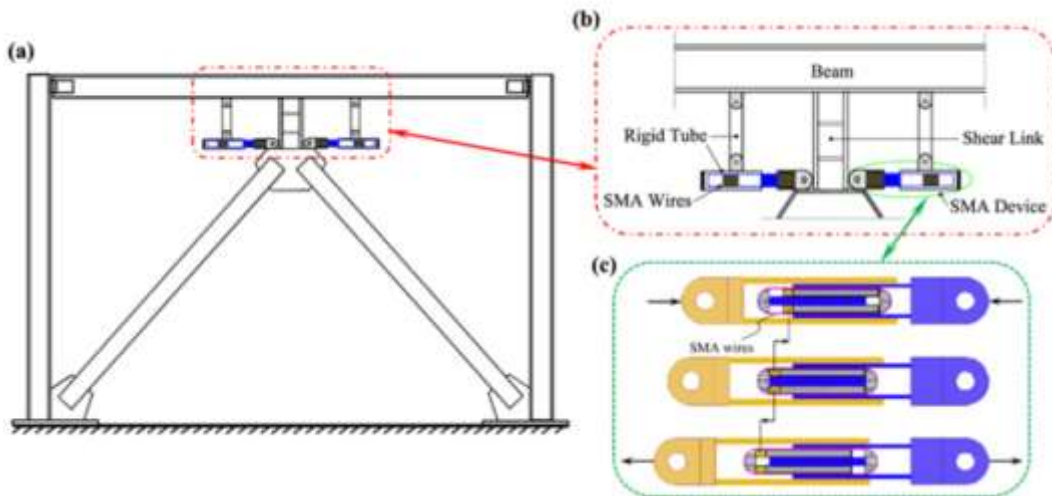 (a)
(b)
Beam
Rigid Tube
Shear Link
SMA Wires
SMA Device
(c)
SMA wires